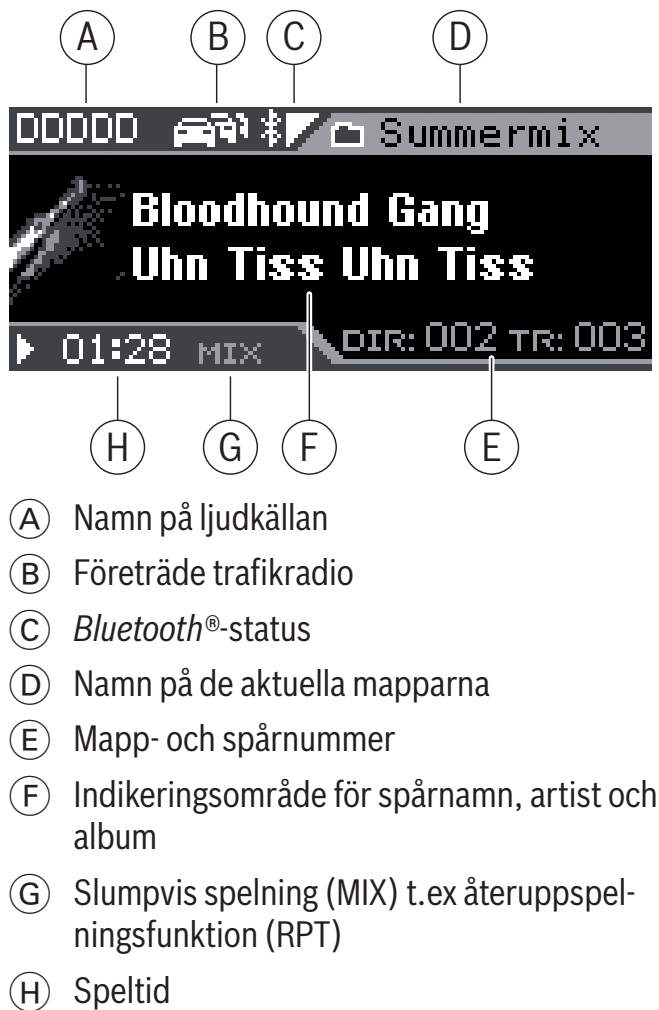 A B C D
DDDDD Summermix
Bloodhound Gang
Uhn Tiss Uhn Tiss
01:28 MIX DIR: 002 TR: 003
H G F E
A Namn på ljudkällan
B Företräde trafikradio
C Bluetooth®-status
D Namn på de aktuella mapparna
E Mapp- och spårnummer
F Indikeringsområde för spårnamn, artist och
album
G Slumpvis spelning (MIX) t.ex återuppspel-
ningsfunktion (RPT)
H Speltid